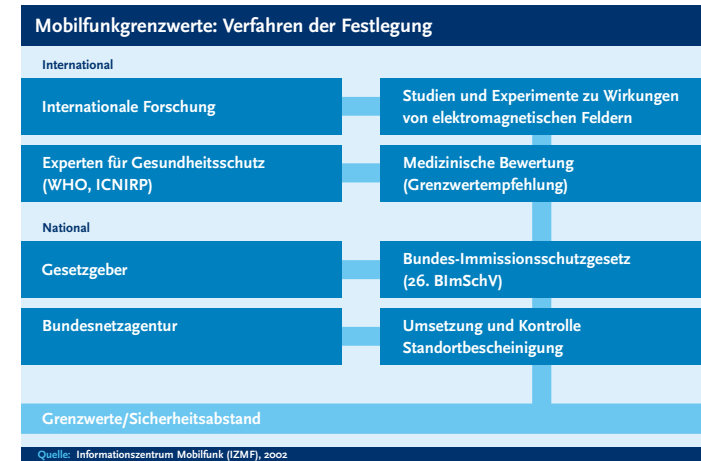 Mobilfunkgrenzwerte: Verfahren der Festlegung
International
Internationale Forschung
Studien und Experimente zu Wirkungen
von elektromagnetischen Feldern
Experten für Gesundheitsschutz
(WHO, ICNIRP)
Medizinische Bewertung
(Grenzwertempfehlung)
National
Gesetzgeber
Bundes-Immissionsschutzgesetz
(26. BImSchV)
Bundesnetzagentur
Umsetzung und Kontrolle
Standortbescheinigung
Grenzwerte/Sicherheitsabstand
Quelle: Informationszentrum Mobilfunk (IZMF), 2002